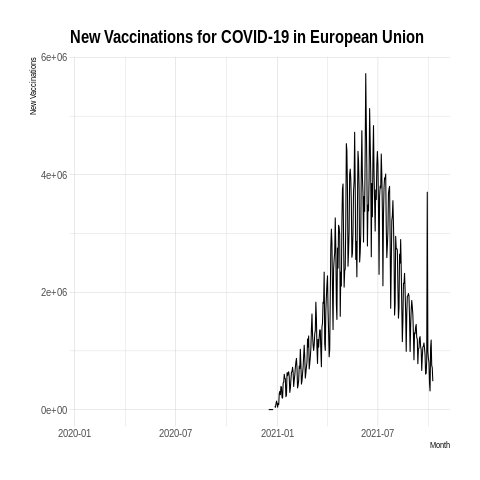 New Vaccinations for COVID-19 in European Union
New Vaccinations
6e+06
4e+06
2e+06
0e+00
2020-01 2020-07 2021-01 2021-07
Month